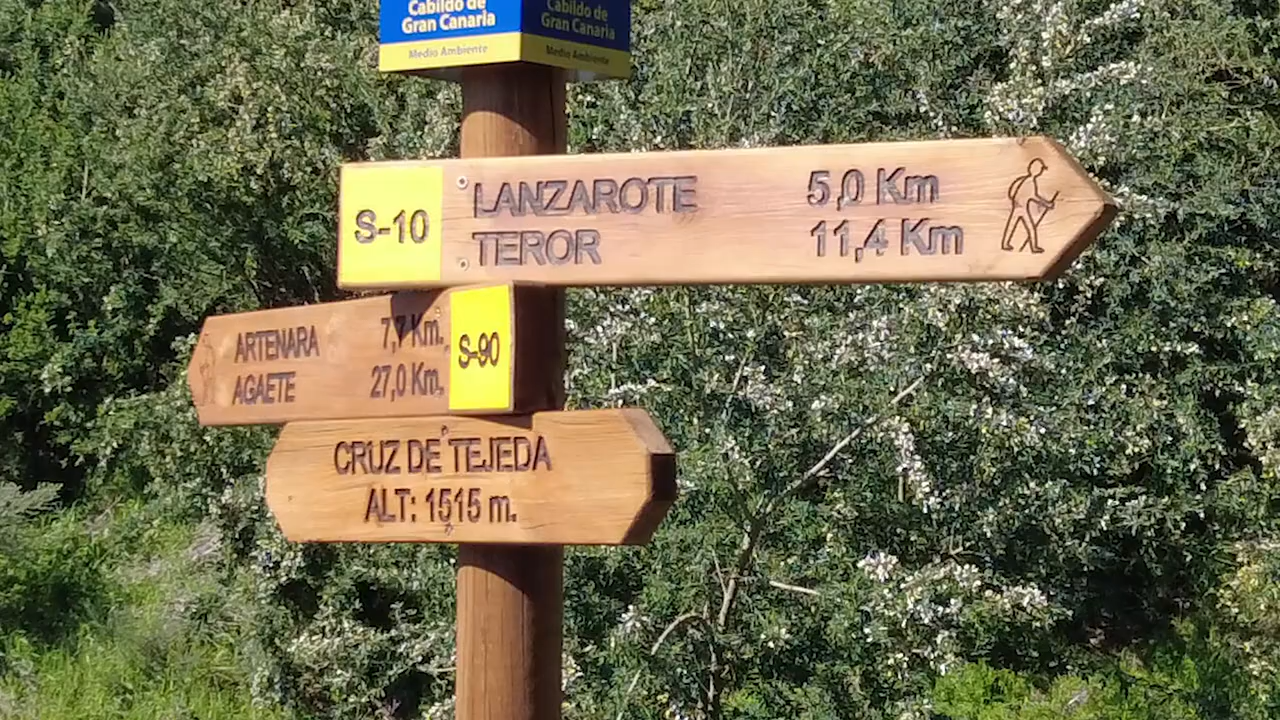 Cabildo de
Gran Canaria
Medio Ambiente
Cabildo de
Gran Canaria
Medio Ambiente
S-10
LANZAROTE 5,0 Km
TEROR 11,4 Km
ARTENARA 7,7 Km.
AGAETE 27,0 Km.
S-90
CRUZ DE TEJEDA
ALT: 1515 m.